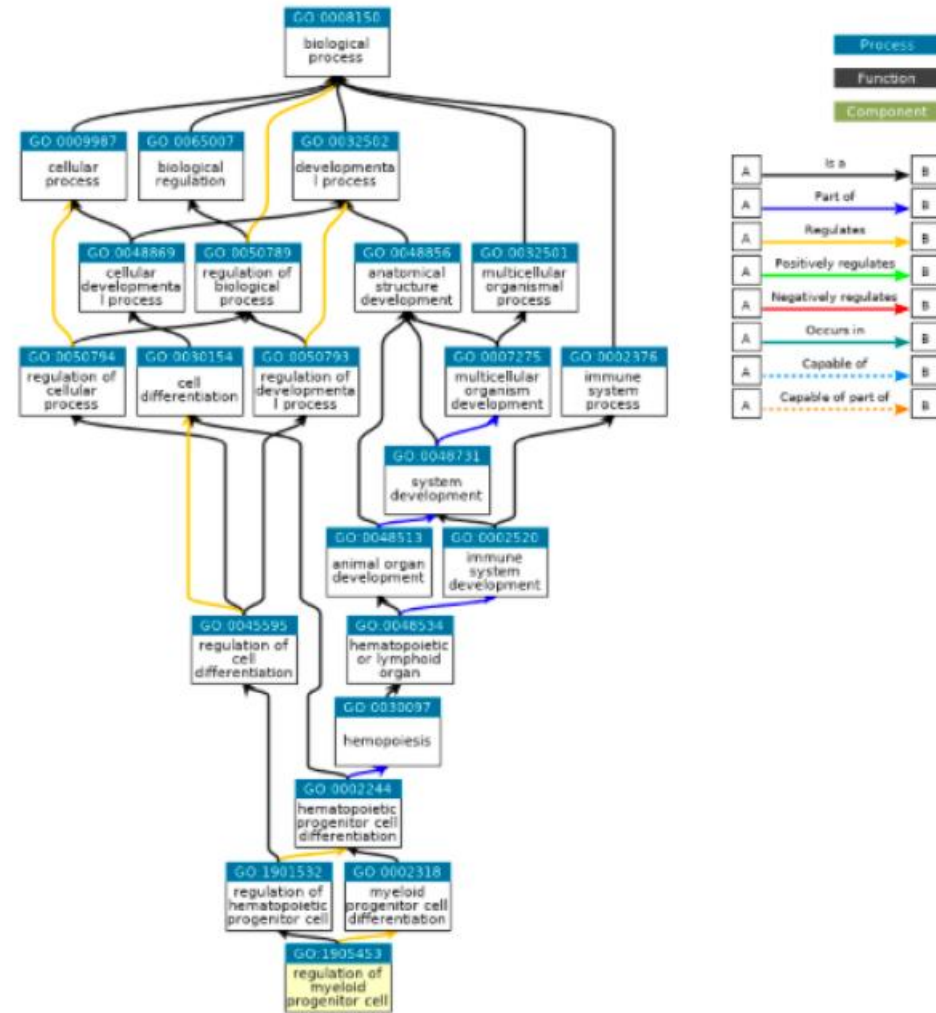 GO:0008150
biological
process
Process
Function
Component
GO:0009987
cellular
process
GO:0065007
biological
regulation
GO:0032502
developmenta
l process
A Is a B
A Part of B
A Regulates B
A Positively regulates B
A Negatively regulates B
A Occurs in B
A Capable of B
A Capable of part of B
GO:0048869
cellular
developmenta
l process
GO:0050789
regulation of
biological
process
GO:0048856
anatomical
structure
development
GO:0032501
multicellular
organismal
process
GO:0050794
regulation of
cellular
process
GO:0030154
cell
differentiation
GO:0050793
regulation of
developmenta
l process
GO:0007275
multicellular
organism
development
GO:0002376
immune
system
process
GO:0048731
system
development
GO:0048513
animal organ
development
GO:0002520
immune
system
development
GO:0045595
regulation of
cell
differentiation
GO:0048534
hematopoietic
or lymphoid
organ
GO:0030097
hemopoiesis
GO:0002244
hematopoietic
progenitor cell
differentiation
GO:1901532
regulation of
hematopoietic
progenitor cell
GO:0002318
myeloid
progenitor cell
differentiation
GO:1905453
regulation of
myeloid
progenitor cell